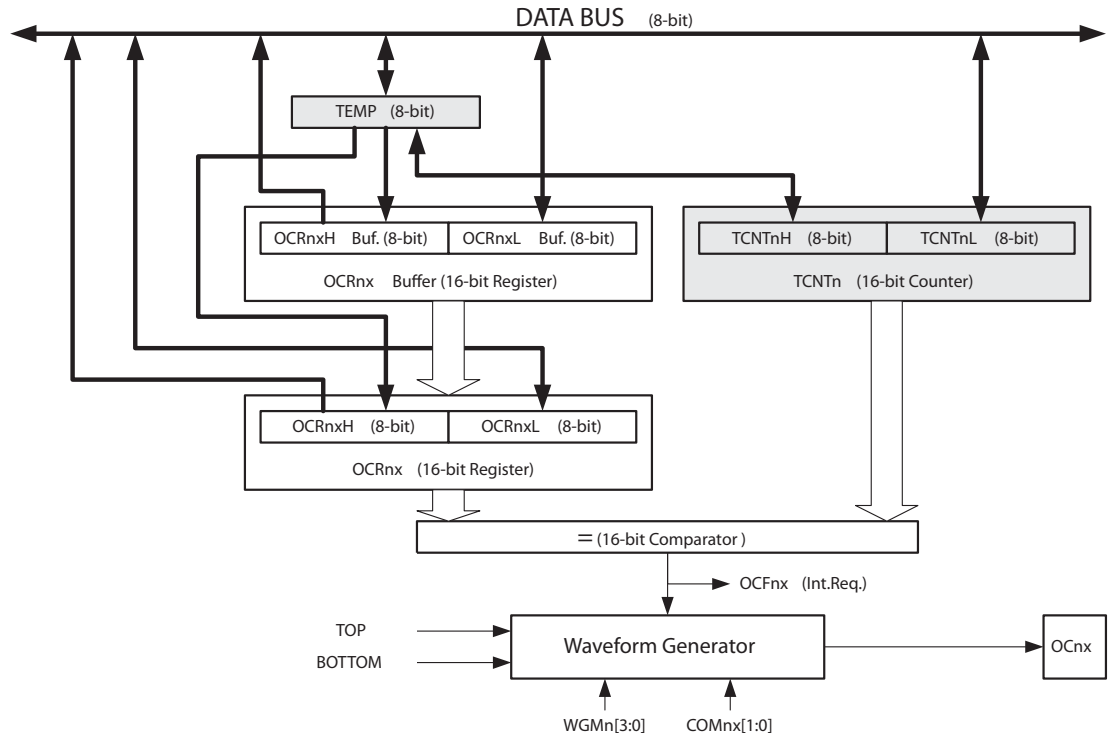 DATA BUS (8-bit)
TEMP (8-bit)
OCRnxH Buf. (8-bit)
OCRnxL Buf. (8-bit)
OCRnx Buffer (16-bit Register)
TCNTnH (8-bit)
TCNTnL (8-bit)
TCNTn (16-bit Counter)
OCRnxH (8-bit)
OCRnxL (8-bit)
OCRnx (16-bit Register)
= (16-bit Comparator )
OCFnx (Int.Req.)
TOP
BOTTOM
Waveform Generator
OCnx
WGMn[3:0]
COMnx[1:0]